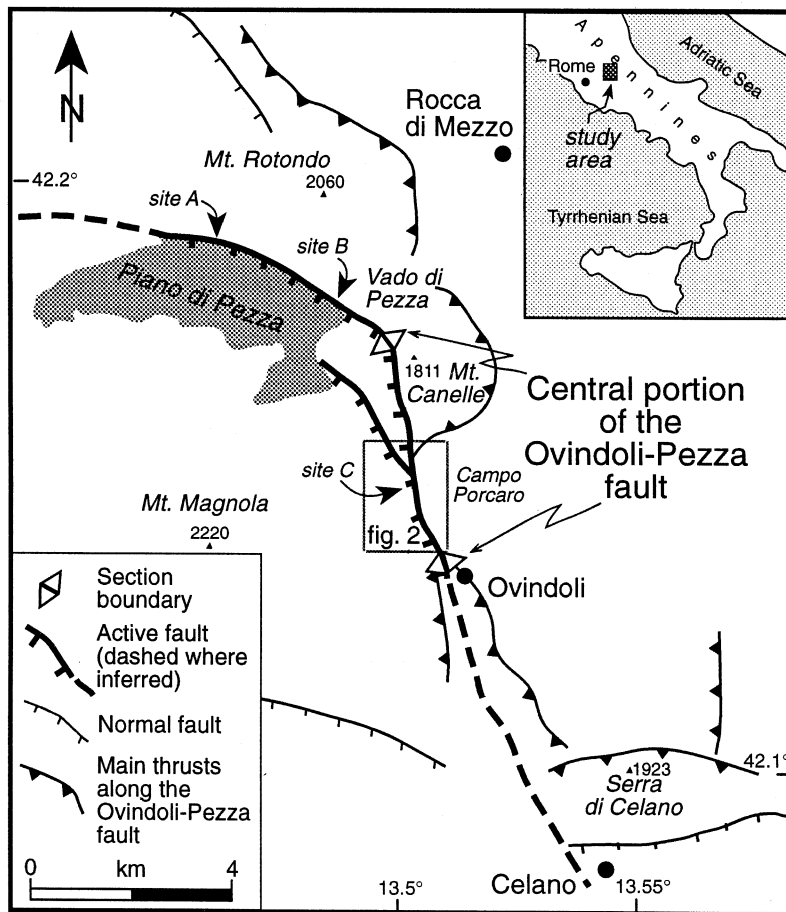 N
Rocca
di Mezzo
Mt. Rotondo
2060
42.2°
site A
site B
Piano di Pezza
Vado di
Pezza
1811
Mt.
Canelle
Central portion
of the
Ovindoli-Pezza
fault
site C
Campo
Porcaro
Mt. Magnola
2220
fig. 2
Ovindoli
42.1°
1923
Serra
di Celano
Celano
13.5°
13.55°
Apennines
Adriatic Sea
Rome
study
area
Tyrrhenian Sea
Section
boundary
Active fault
(dashed where
inferred)
Normal fault
Main thrusts
along the
Ovindoli-Pezza
fault
0 km 4